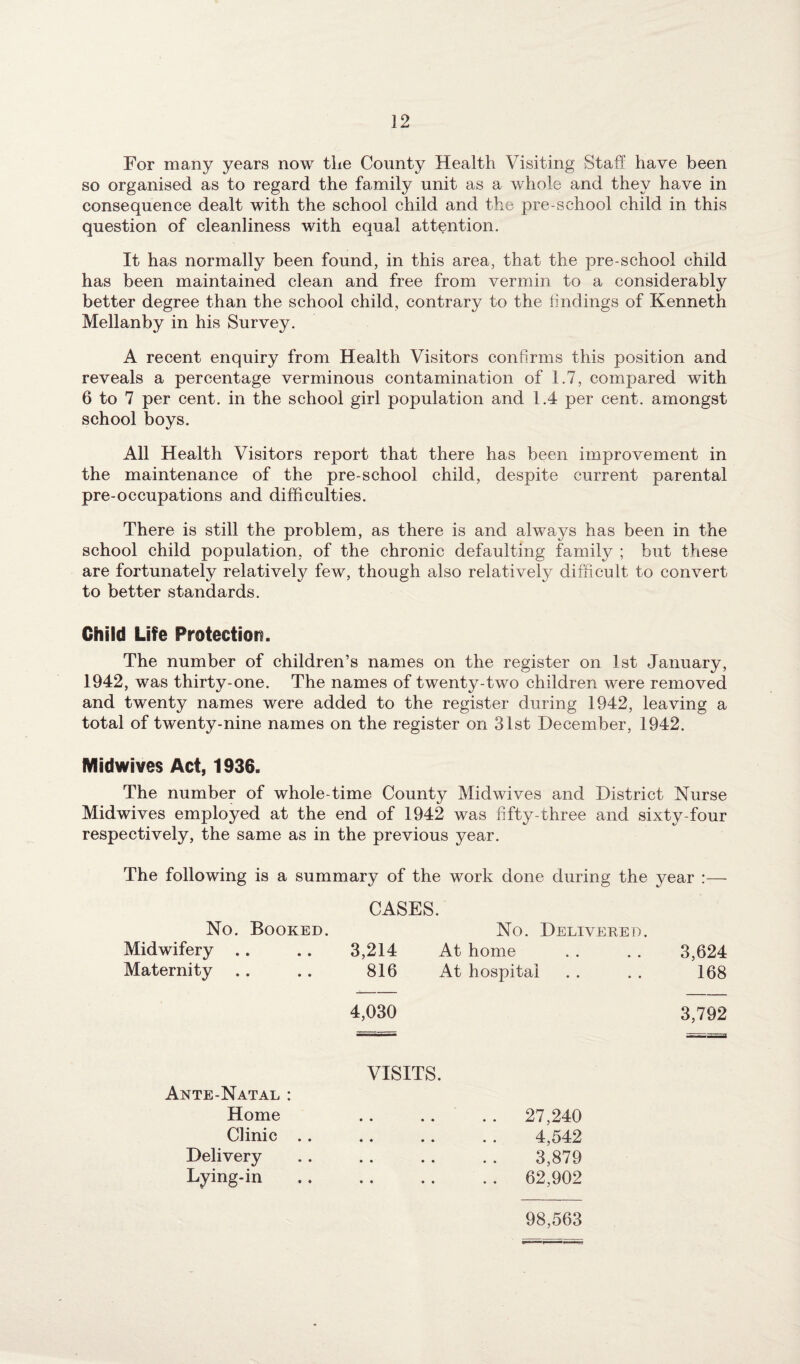 12
For many years now the County Health Visiting Staff have been
so organised as to regard the family unit as a whole and they have in
consequence dealt with the school child and the pre-school child in this
question of cleanliness with equal attention.
It has normally been found, in this area, that the pre-school child
has been maintained clean and free from vermin to a considerably
better degree than the school child, contrary to the findings of Kenneth
Mellanby in his Survey.
A recent enquiry from Health Visitors confirms this position and
reveals a percentage verminous contamination of 1.7, compared with
6 to 7 per cent. in the school girl population and 1.4 per cent. amongst
school boys.
All Health Visitors report that there has been improvement in
the maintenance of the pre-school child, despite current parental
pre-occupations and difficulties.
There is still the problem, as there is and always has been in the
school child population, of the chronic defaulting family ; but these
are fortunately relatively few, though also relatively difficult to convert
to better standards.
Child Life Protection.
The number of children's names on the register on 1st January,
1942, was thirty-one. The names of twenty-two children were removed
and twenty names were added to the register during 1942, leaving a
total of twenty-nine names on the register on 31st December, 1942.
Midwives Act, 1936.
The number of whole-time County Midwives and District Nurse
Midwives employed at the end of 1942 was fifty-three and sixty-four
respectively, the same as in the previous year.
The following is a summary of the work done during the year :—
CASES.
No. Booked. No. Delivered.
Midwifery .. .. 3,214 At home .. .. 3,624
Maternity .. .. 816 At hospital .. .. 168
4,030 3,792
VISITS.
Ante-Natal :
Home .. .. .. 27,240
Clinic .. .. .. .. 4,542
Delivery .. .. .. .. 3,879
Lying-in .. .. .. .. 62,902
98,563